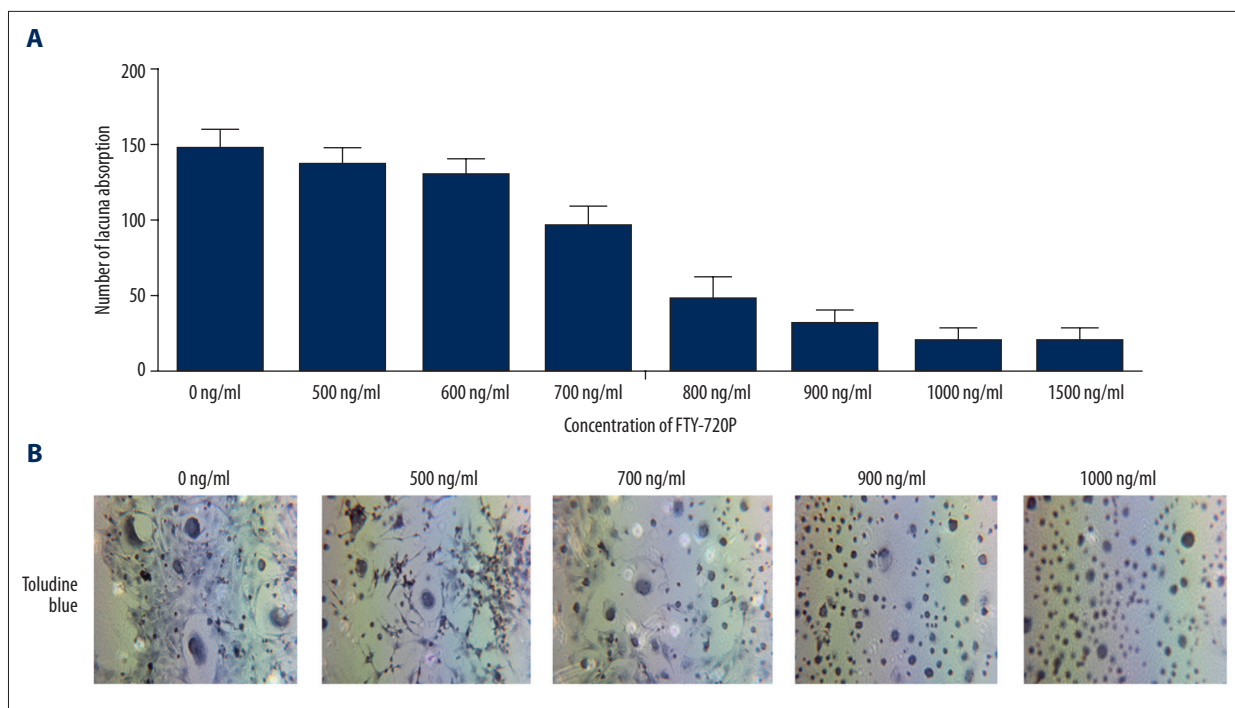 A
Number of lacuna absorption
200
150
100
50
0
0 ng/ml 500 ng/ml 600 ng/ml 700 ng/ml 800 ng/ml 900 ng/ml 1000 ng/ml 1500 ng/ml
Concentration of FTY-720P
B
0 ng/ml 500 ng/ml 700 ng/ml 900 ng/ml 1000 ng/ml
Toludine
blue